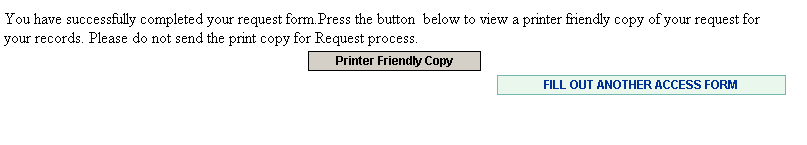 You have successfully completed your request form.Press the button below to view a printer friendly copy of your request for
your records. Please do not send the print copy for Request process.
Printer Friendly Copy
FILL OUT ANOTHER ACCESS FORM